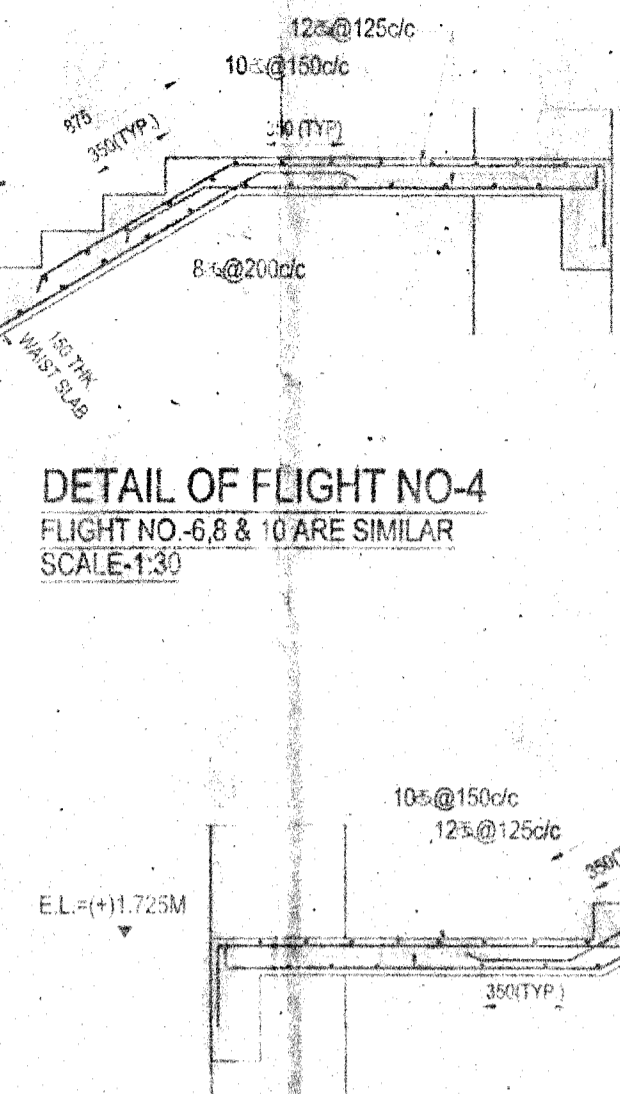 12⌀@125c/c
10⌀@150c/c
875
350(TYP.)
350 (TYP)
8⌀@200c/c
150 THK
WAIST SLAB
DETAIL OF FLIGHT NO-4
FLIGHT NO.-6,8 & 10 ARE SIMILAR
SCALE-1:30
10⌀@150c/c
12⌀@125c/c
350(T
E.L.=(+)1.725M
350(TYP.)